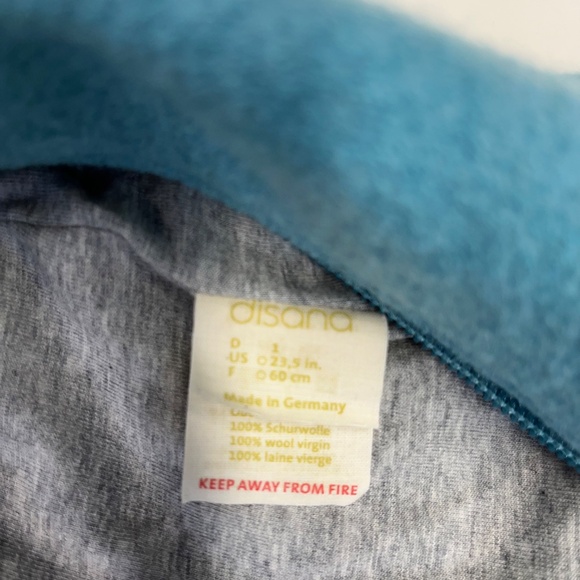 disana
D 1
US ○ 23,5 in.
F ○ 60 cm
Made in Germany
100% Schurwolle
100% wool virgin
100% laine vierge
KEEP AWAY FROM FIRE